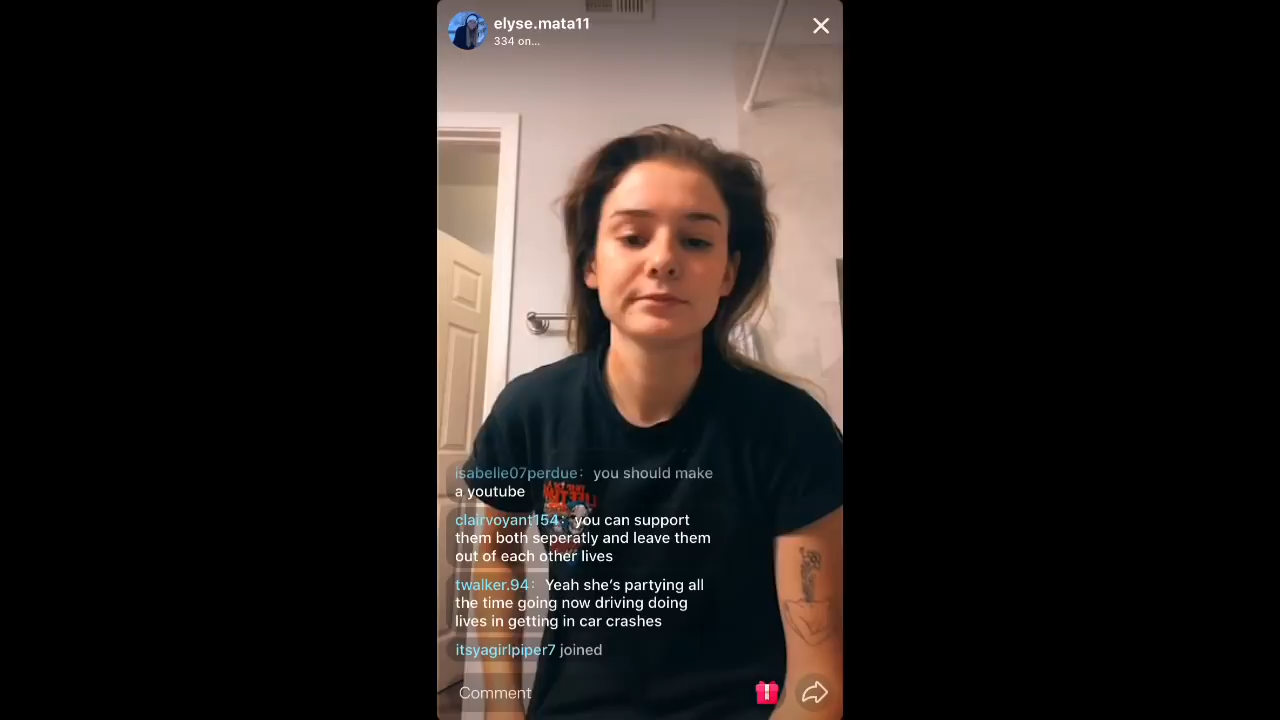 elyse.mata11
334 on...
isabelle07perdue: you should make
a youtube
clairvoyant154: you can support
them both seperatly and leave them
out of each other lives
twalker.94: Yeah she's partying all
the time going now driving doing
lives in getting in car crashes
itsyagirlpiper7 joined
Comment